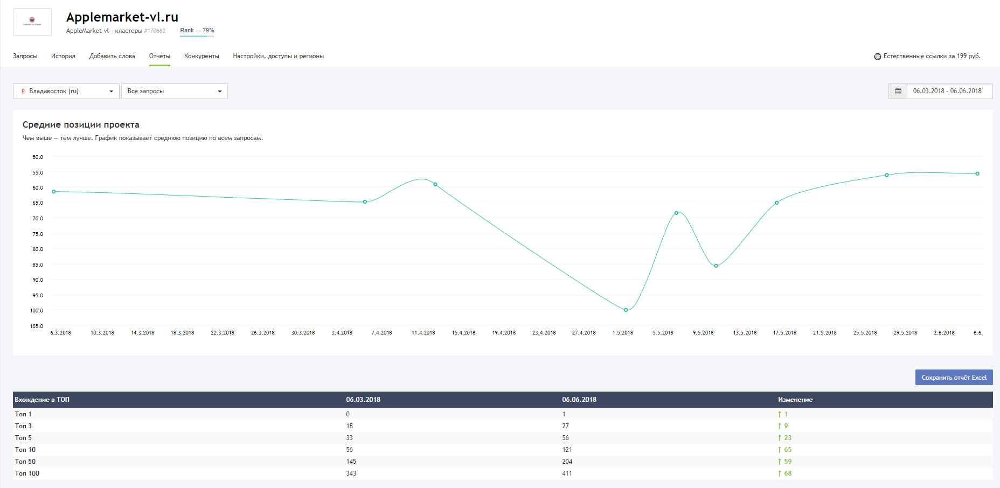 Applemarket-vl.ru
AppleMarket-vl - кластеры #170662 Rank — 79%
Запросы История Добавить слова Отчеты Конкуренты Настройки, доступы и регионы Естественные ссылки за 199 руб.
Я Владивосток (ru) Все запросы 06.03.2018 - 06.06.2018
Средние позиции проекта
Чем выше — тем лучше. График показывает среднюю позицию по всем запросам.
50.0
55.0
60.0
65.0
70.0
75.0
80.0
85.0
90.0
95.0
100.0
105.0
6.3.2018 10.3.2018 14.3.2018 18.3.2018 22.3.2018 26.3.2018 30.3.2018 3.4.2018 7.4.2018 11.4.2018 15.4.2018 19.4.2018 23.4.2018 27.4.2018 1.5.2018 5.5.2018 9.5.2018 13.5.2018 17.5.2018 21.5.2018 25.5.2018 29.5.2018 2.6.2018 6.6.
Сохранить отчёт Excel
Вхождение в ТОП 06.03.2018 06.06.2018 Изменение
Топ 1 0 1 ↑ 1
Топ 3 18 27 ↑ 9
Топ 5 33 56 ↑ 23
Топ 10 56 121 ↑ 65
Топ 50 145 204 ↑ 59
Топ 100 343 411 ↑ 68